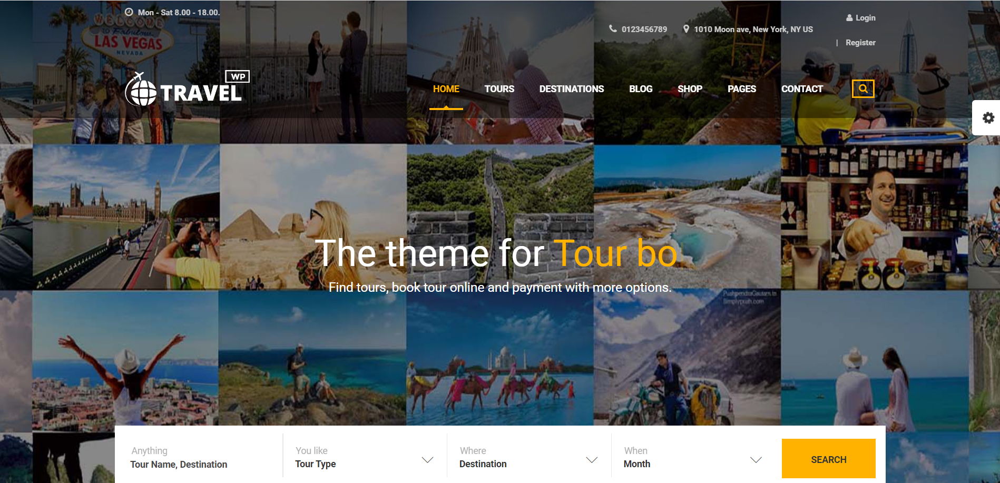 Mon - Sat 8.00 - 18.00.
0123456789
1010 Moon ave, New York, NY US
Login
| Register
WELCOME
TO Fabulous
LAS VEGAS
NEVADA
WP
TRAVEL
HOME
TOURS
DESTINATIONS
BLOG
SHOP
PAGES
CONTACT
The theme for Tour bo
Find tours, book tour online and payment with more options.
PushpendraGautam.in
Simplypush.com
Anything
Tour Name, Destination
You like
Tour Type
Where
Destination
When
Month
SEARCH